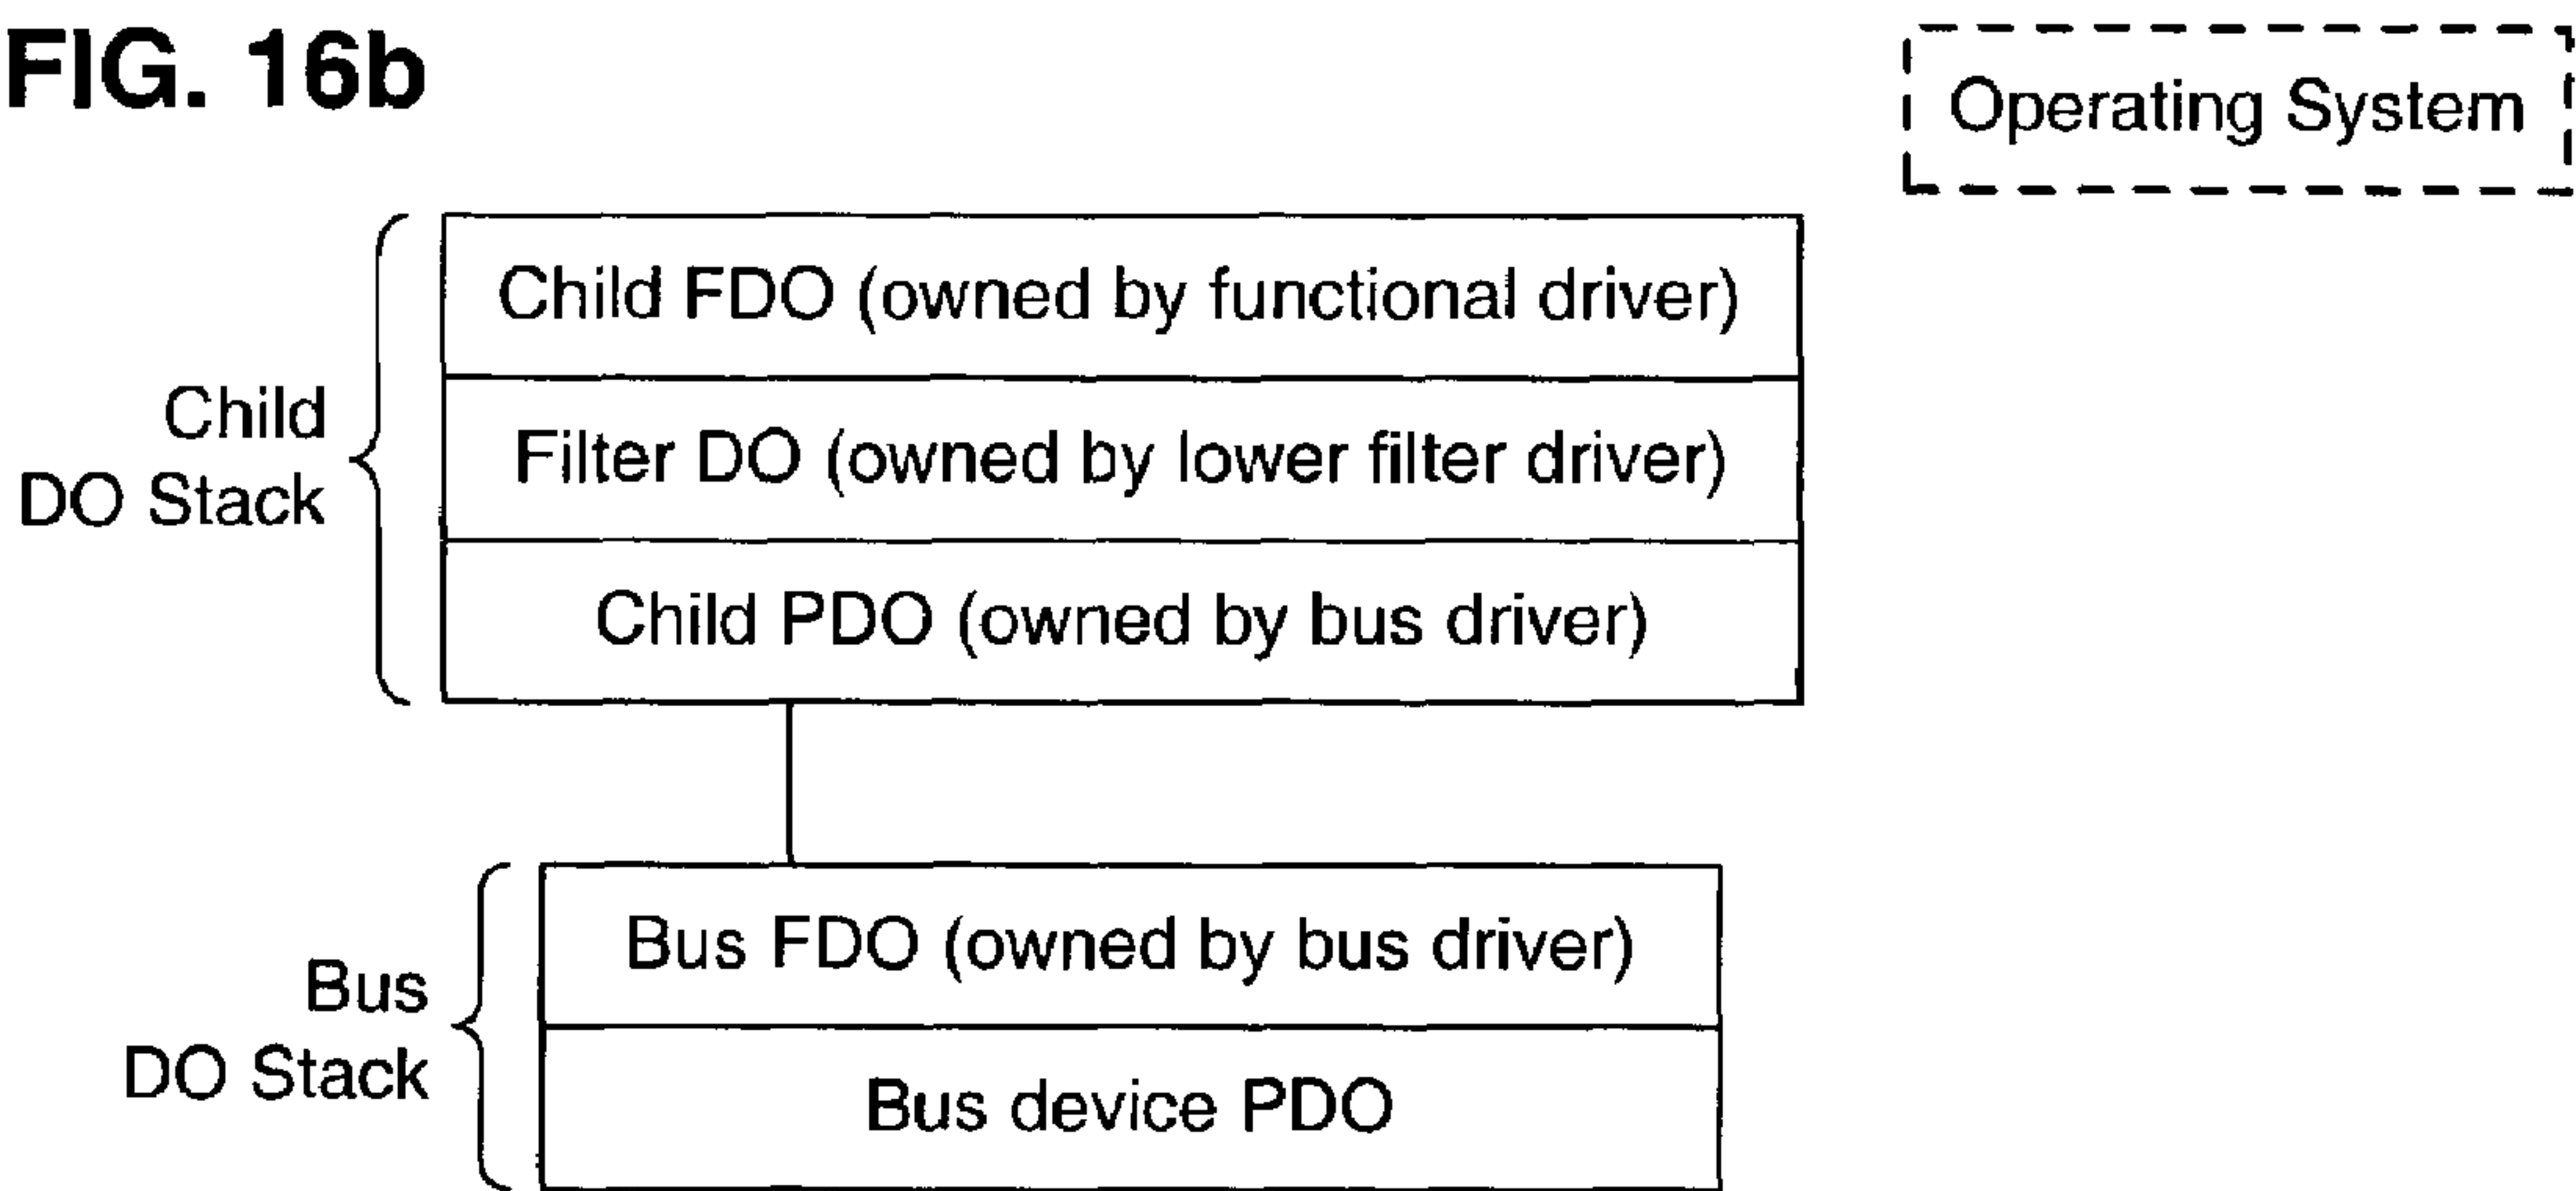 FIG. 16b
Operating System
Child FDO (owned by functional driver)
Child
DO Stack
Filter DO (owned by lower filter driver)
Child PDO (owned by bus driver)
Bus FDO (owned by bus driver)
Bus
DO Stack
Bus device PDO